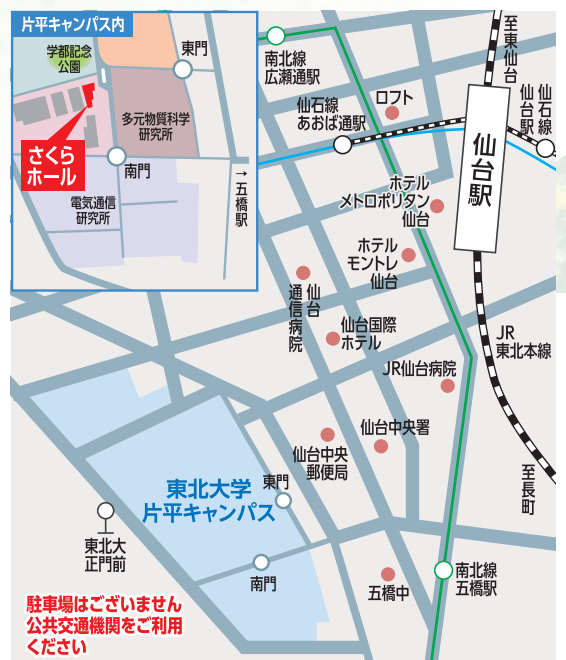 片平キャンパス内
学都記念
公園
東門
多元物質科学
研究所
さくら
ホール
南門
電気通信
研究所
→五橋駅
南北線
広瀬通駅
至東仙台
仙石線
あおば通駅
ロフト
仙石線
仙台駅
仙台駅
ホテル
メトロポリタン
仙台
ホテル
モントレ
仙台
仙台
通信病院
仙台国際
ホテル
JR
東北本線
JR仙台病院
仙台中央署
仙台中央
郵便局
至長町
東北大学
片平キャンパス
東門
東北大
正門前
南門
五橋中
南北線
五橋駅
駐車場はございません
公共交通機関をご利用
ください